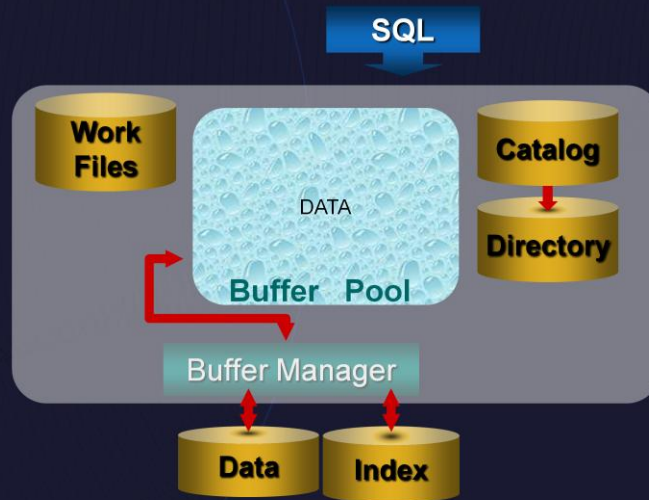 SQL
Work
Files
DATA
Buffer Pool
Catalog
Directory
Buffer Manager
Data
Index